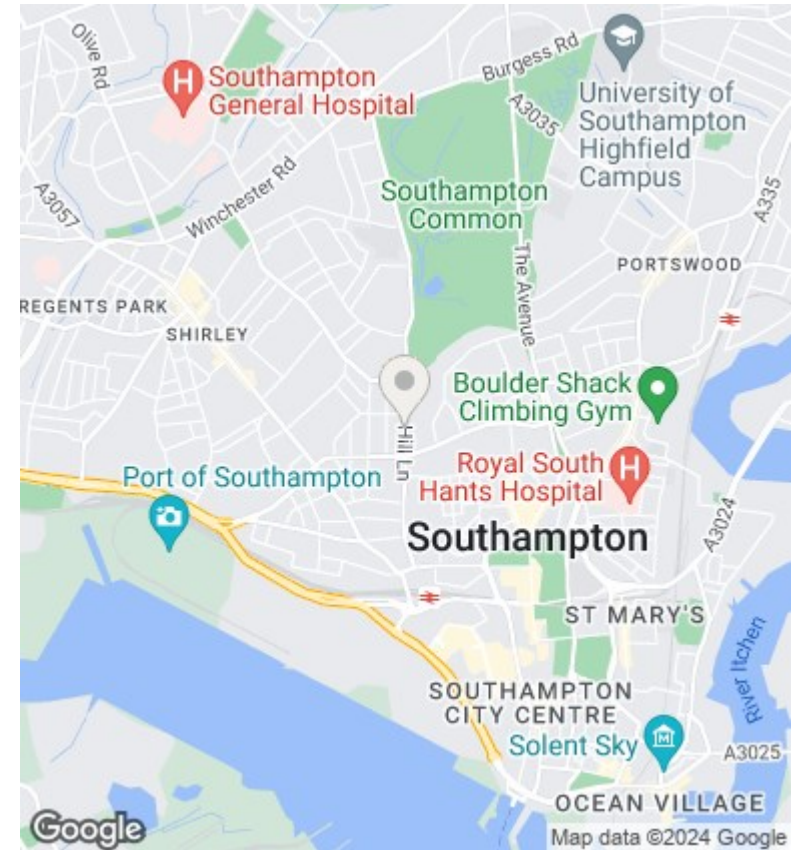 Olive Rd
Burgess Rd
Southampton
General Hospital
A3035
University of
Southampton
Highfield
Campus
A3057
Winchester Rd
Southampton
Common
A335
The Avenue
PORTSWOOD
REGENTS PARK
SHIRLEY
Boulder Shack
Climbing Gym
Hill Ln
Port of Southampton
Royal South
Hants Hospital
A3024
Southampton
ST MARY'S
River Itchen
SOUTHAMPTON
CITY CENTRE
Solent Sky
A3025
OCEAN VILLAGE
Google
Map data ©2024 Google
H
H
M